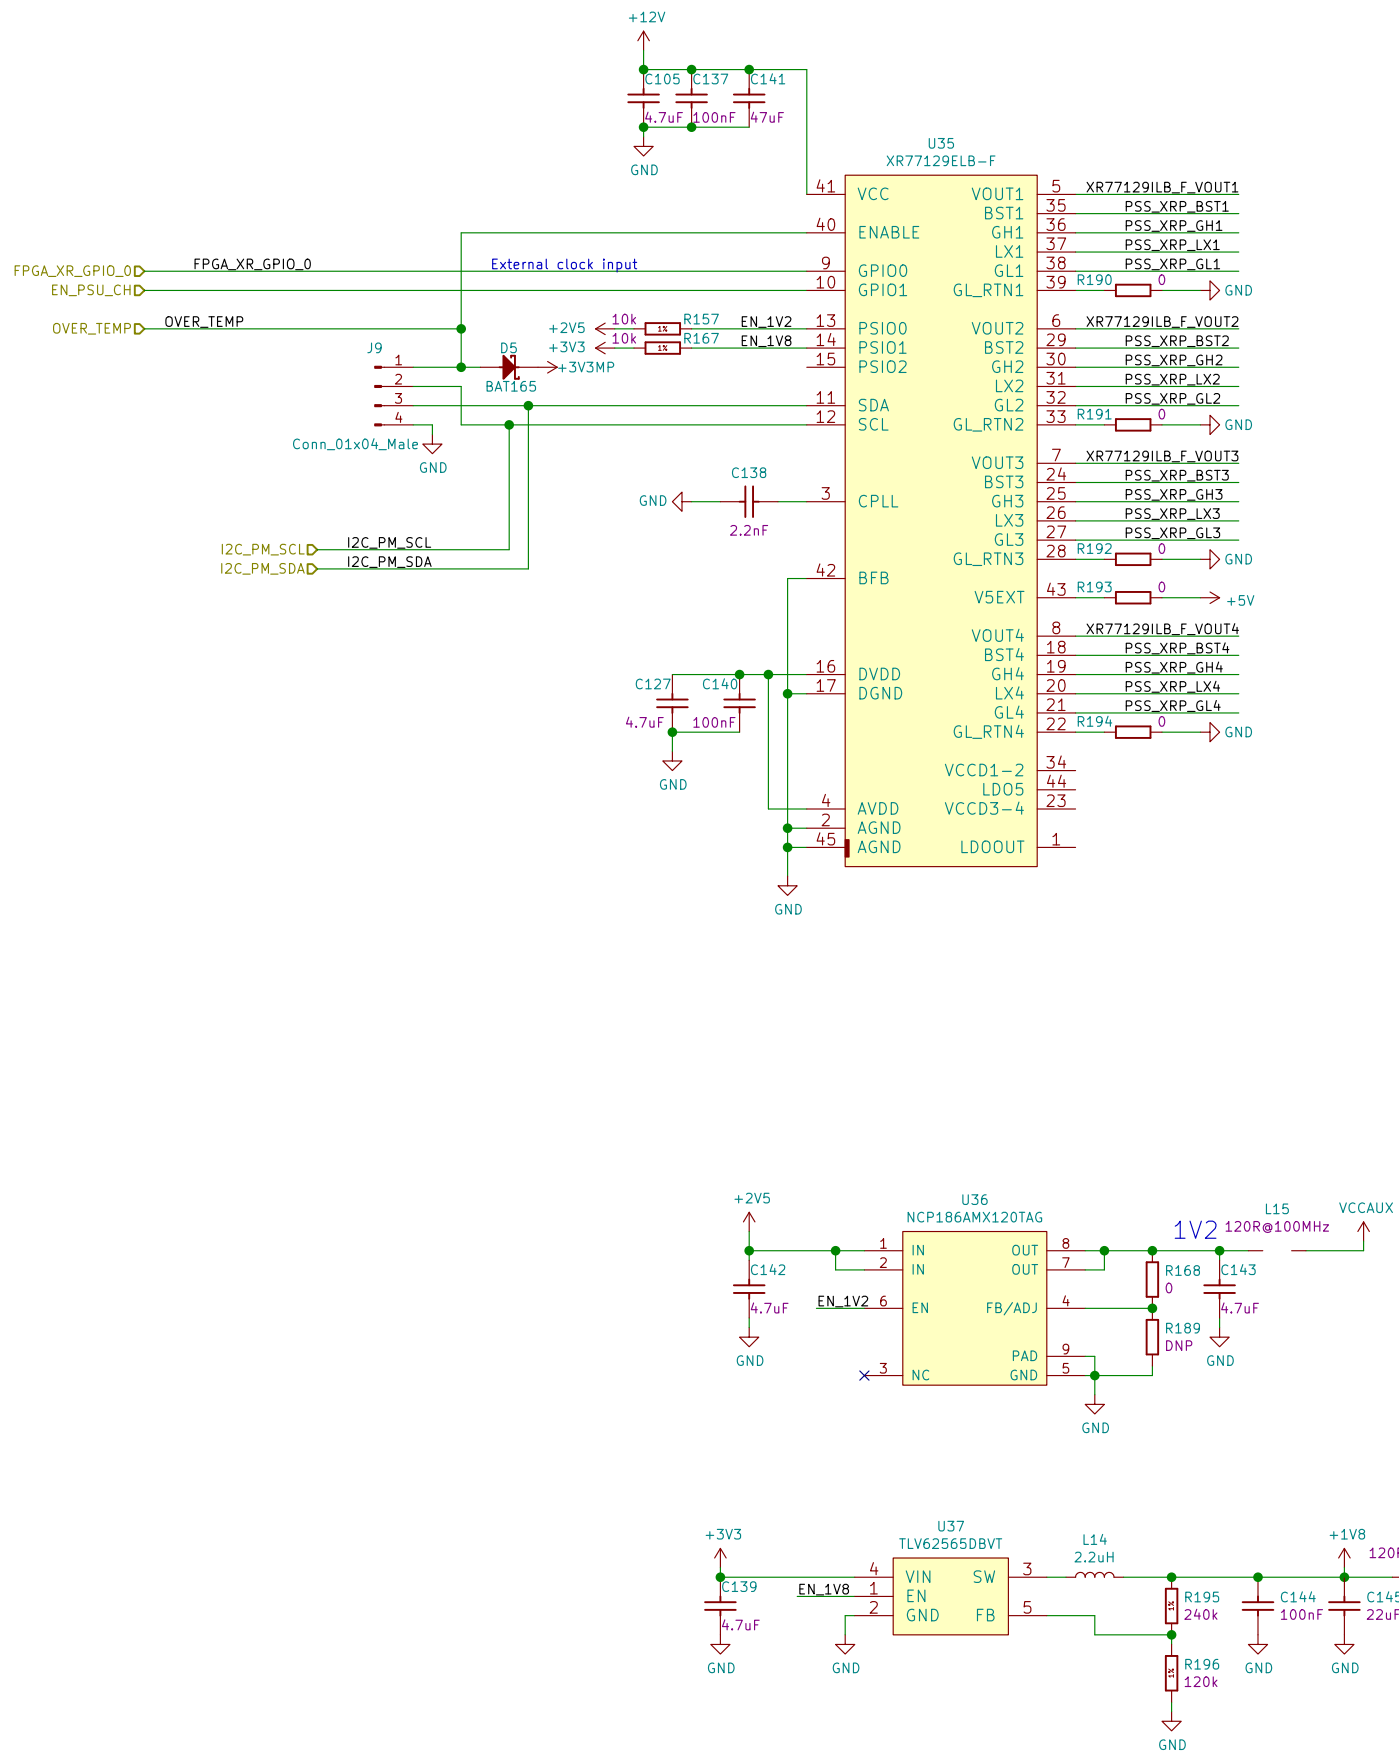 +12V
C105
C137
C141
4.7uF
100nF
47uF
GND
U35
XR77129ELB-F
41
VCC
40
ENABLE
9
GPIO0
10
GPIO1
13
PSIO0
14
PSIO1
15
PSIO2
11
SDA
12
SCL
3
CPLL
42
BFB
16
DVDD
17
DGND
4
AVDD
2
AGND
45
AGND
VOUT1
5
XR77129ILB_F_VOUT1
BST1
35
PSS_XRP_BST1
GH1
36
PSS_XRP_GH1
LX1
37
PSS_XRP_LX1
GL1
38
PSS_XRP_GL1
GL_RTN1
39
R190
0
GND
VOUT2
6
XR77129ILB_F_VOUT2
BST2
29
PSS_XRP_BST2
GH2
30
PSS_XRP_GH2
LX2
31
PSS_XRP_LX2
GL2
32
PSS_XRP_GL2
GL_RTN2
33
R191
0
GND
VOUT3
7
XR77129ILB_F_VOUT3
BST3
24
PSS_XRP_BST3
GH3
25
PSS_XRP_GH3
LX3
26
PSS_XRP_LX3
GL3
27
PSS_XRP_GL3
GL_RTN3
28
R192
0
GND
V5EXT
43
R193
0
+5V
VOUT4
8
XR77129ILB_F_VOUT4
BST4
18
PSS_XRP_BST4
GH4
19
PSS_XRP_GH4
LX4
20
PSS_XRP_LX4
GL4
21
PSS_XRP_GL4
GL_RTN4
22
R194
0
GND
VCCD1-2
34
LDO5
44
VCCD3-4
23
LDOOUT
1
FPGA_XR_GPIO_0
FPGA_XR_GPIO_0
External clock input
EN_PSU_CH
OVER_TEMP
OVER_TEMP
+2V5
10k
1%
R157
EN_1V2
+3V3
10k
1%
R167
EN_1V8
J9
1
2
3
4
Conn_01x04_Male
GND
D5
BAT165
+3V3MP
I2C_PM_SCL
I2C_PM_SCL
I2C_PM_SDA
I2C_PM_SDA
GND
C138
2.2nF
C127
C140
4.7uF
100nF
GND
GND
+2V5
C142
4.7uF
GND
U36
NCP186AMX120TAG
1
IN
2
IN
EN_1V2
6
EN
3
NC
OUT
8
OUT
7
FB/ADJ
4
PAD
9
GND
5
GND
1V2
R168
0
R189
DNP
C143
4.7uF
GND
L15
120R@100MHz
VCCAUX
+3V3
C139
4.7uF
GND
U37
TLV62565DBVT
4
VIN
EN_1V8
1
EN
2
GND
SW
3
FB
5
GND
L14
2.2uH
1%
R195
240k
1%
R196
120k
GND
C144
100nF
GND
+1V8
C145
22uF
GND